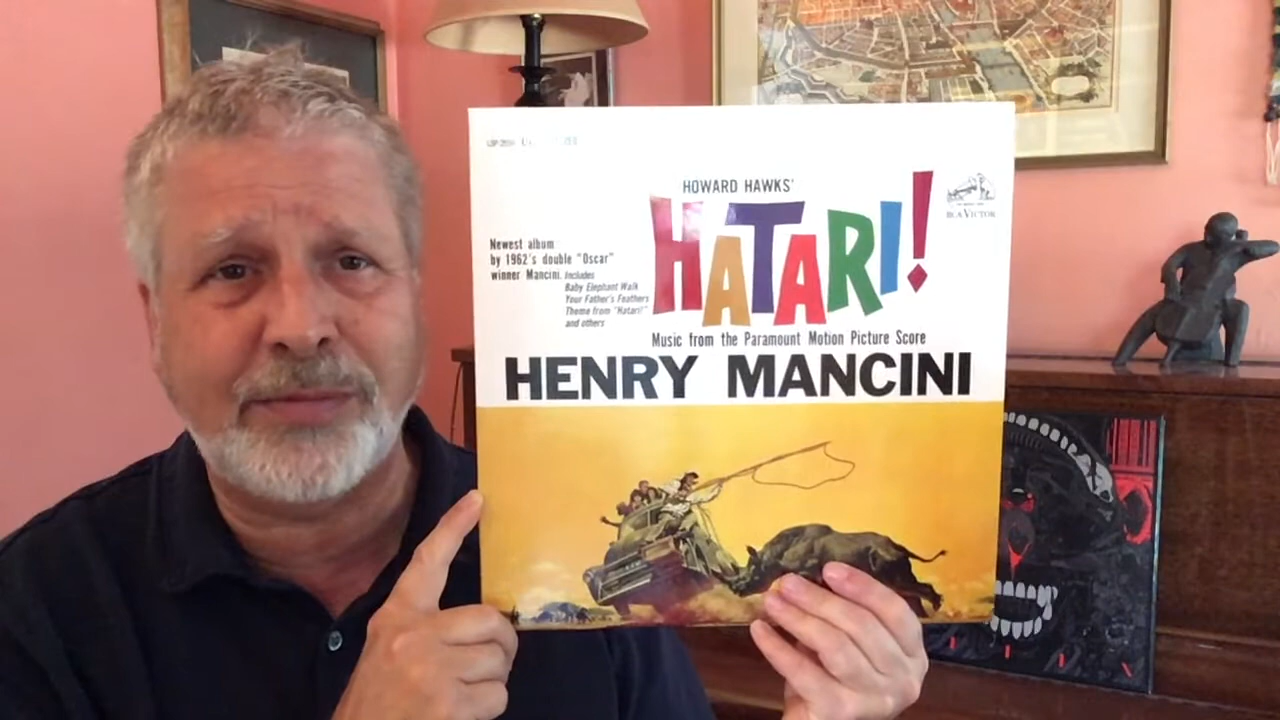 HOWARD HAWKS'
HATARI!
RCA VICTOR
Newest album
by 1962's double "Oscar"
winner Mancini. Includes
Baby Elephant Walk
Your Father's Feathers
Theme from "Hatari!"
and others
Music from the Paramount Motion Picture Score
HENRY MANCINI